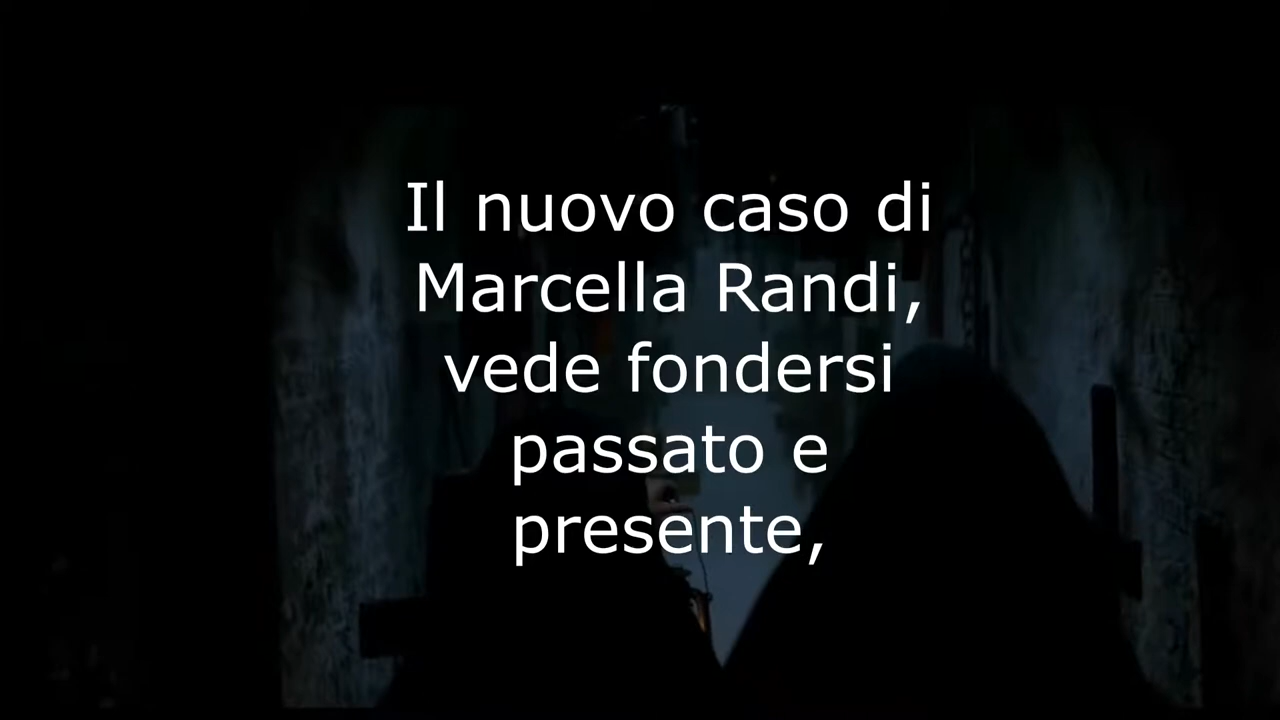 Il nuovo caso di
Marcella Randi,
vede fondersi
passato e
presente,